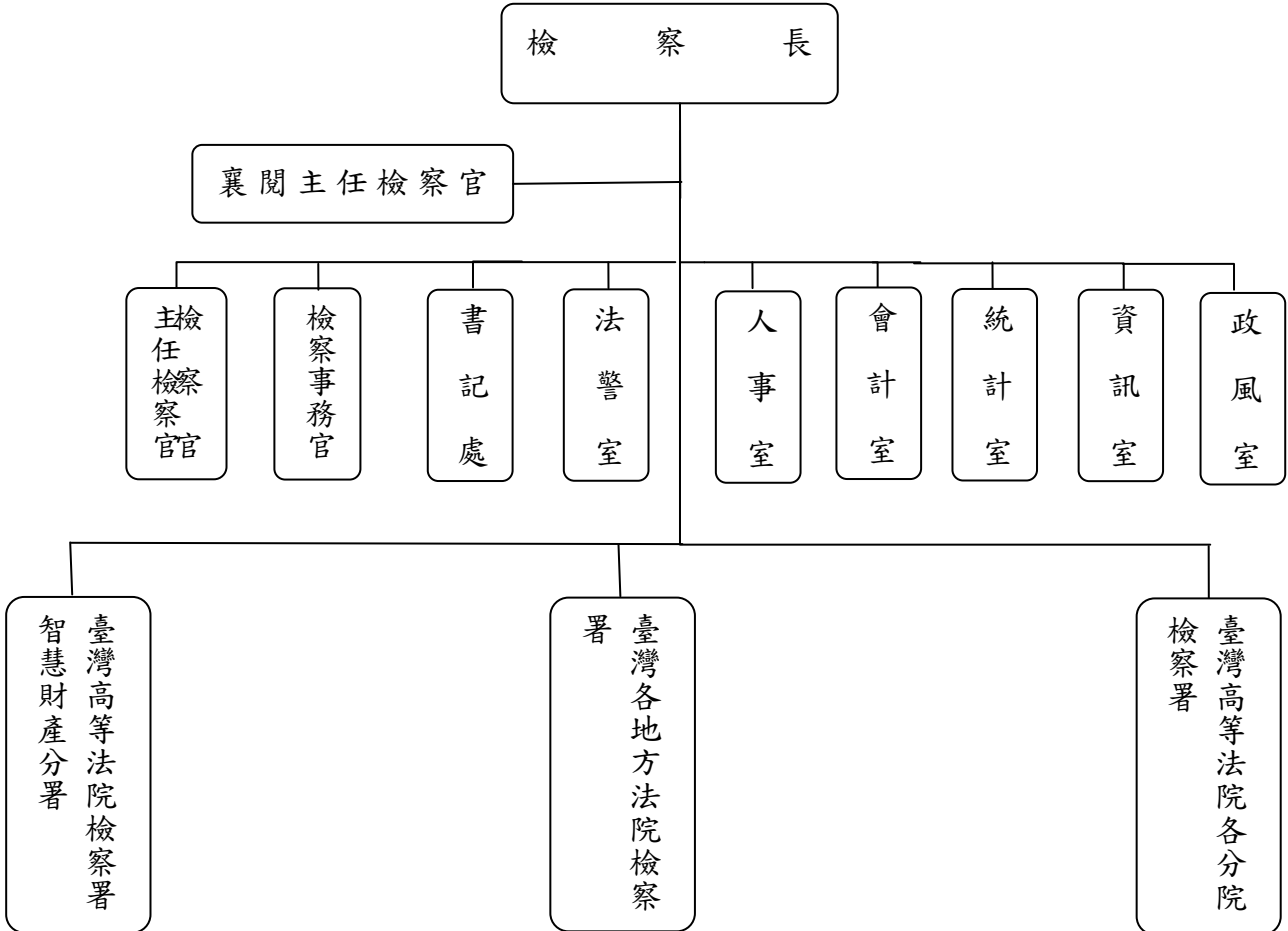 檢察長
襄閱主任檢察官
主任檢察官
檢察官
檢察事務官
書記處
法警室
人事室
會計室
統計室
資訊室
政風室
臺灣高等法院檢察署
智慧財產分署
臺灣各地方法院檢察
署
臺灣高等法院各分院
檢察署